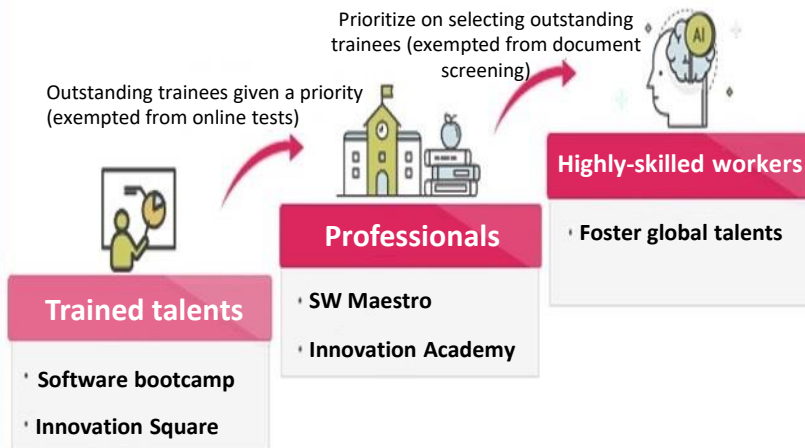 Prioritize on selecting outstanding
trainees (exempted from document
screening)
AI
Outstanding trainees given a priority
(exempted from online tests)
Highly-skilled workers
· Foster global talents
Professionals
· SW Maestro
· Innovation Academy
Trained talents
· Software bootcamp
· Innovation Square